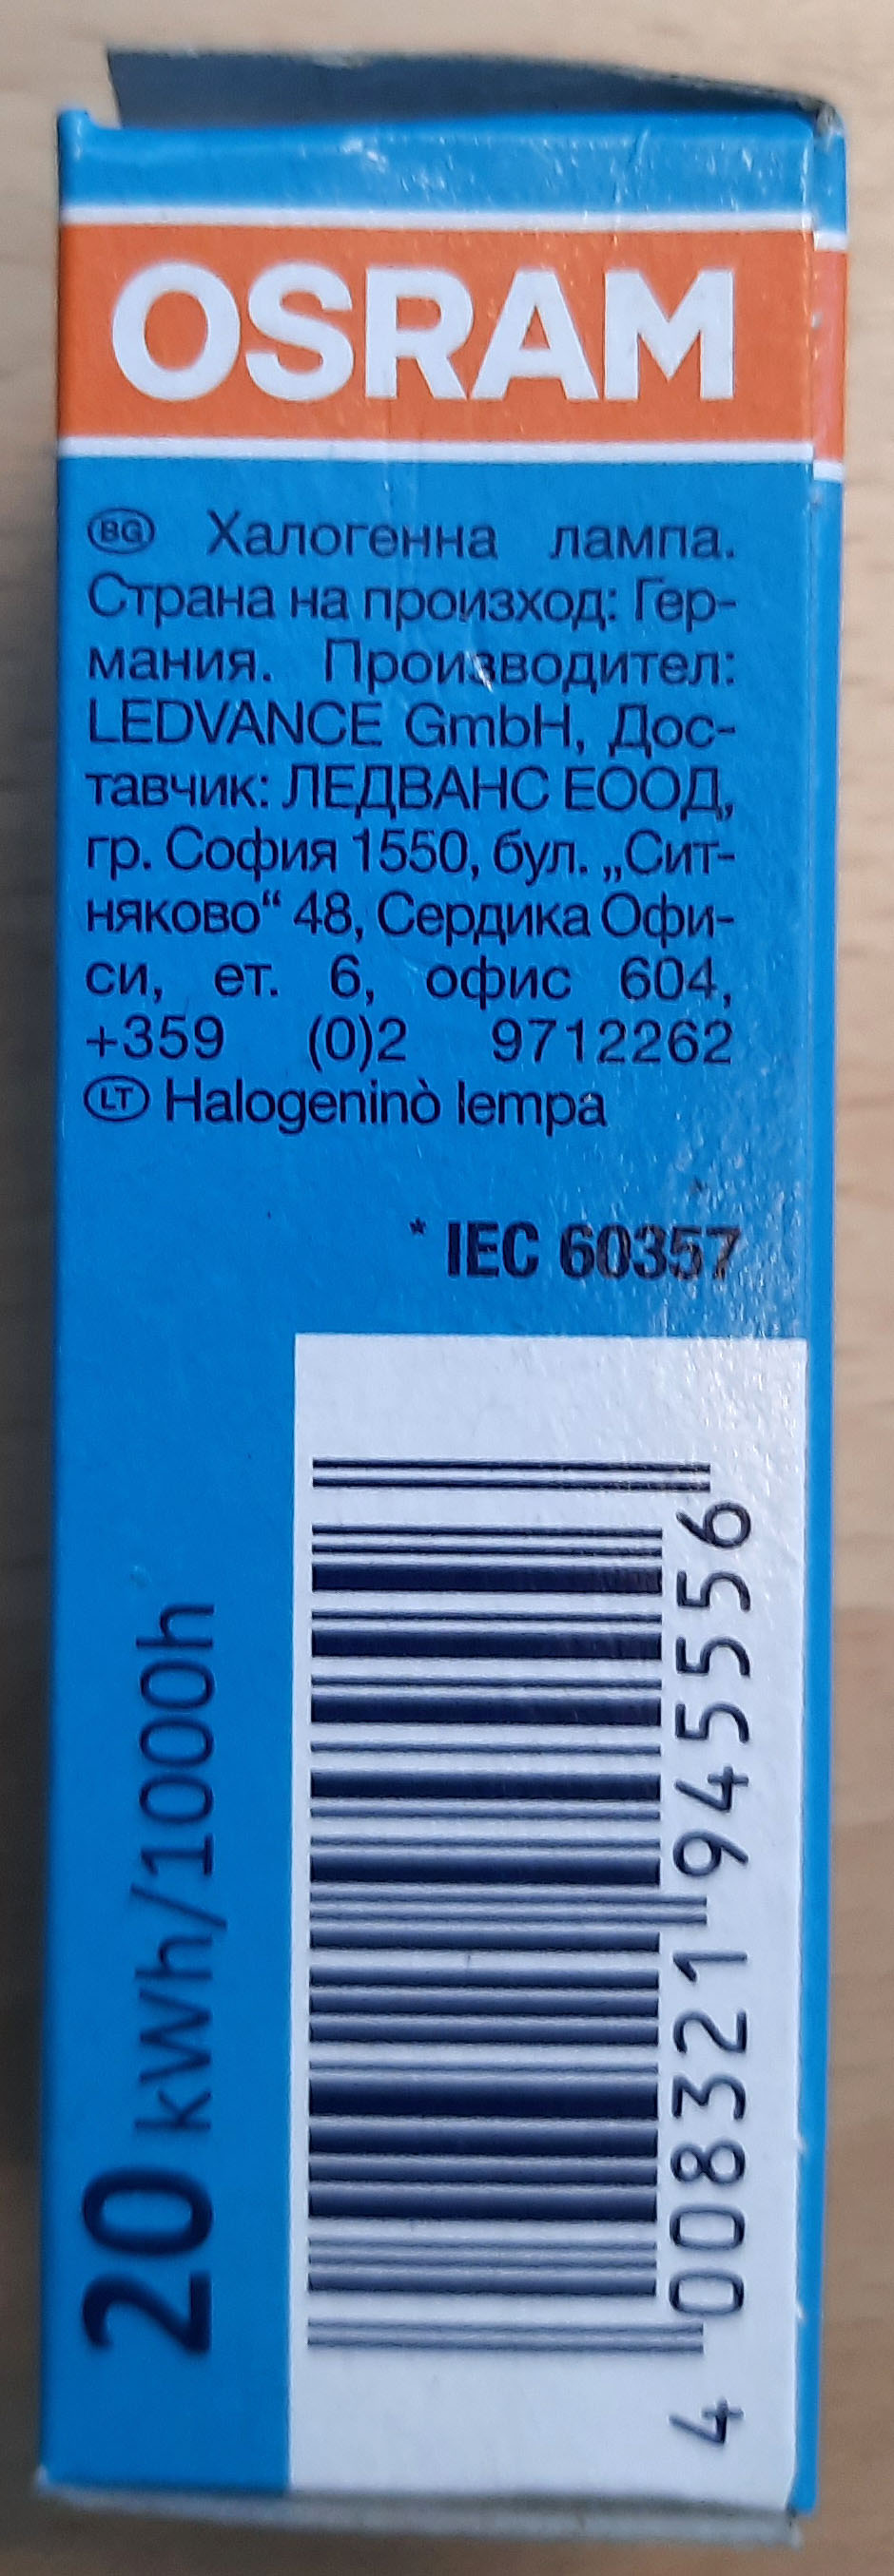 OSRAM
BG Халогенна лампа.
Страна на произход: Гер-
мания. Производител:
LEDVANCE GmbH, Дос-
тавчик: ЛЕДВАНС ЕООД,
гр. София 1550, бул. „Сит-
няково“ 48, Сердика Офи-
си, ет. 6, офис 604,
+359 (0)2 9712262
LT Halogeninò lempa
* IEC 60357
20 kWh/1000h
4 008321 945556